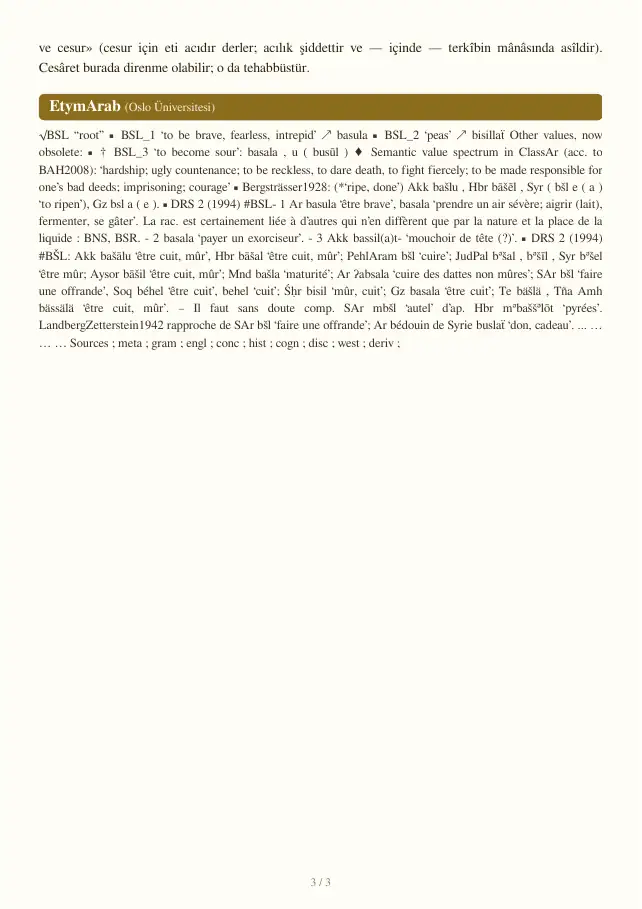 ve cesur» (cesur için eti acıdır derler; acılık şiddettir ve — içinde — terkîbin mânâsında asîldir).
Cesâret burada direnme olabilir; o da tehabbüstür.
EtymArab (Oslo Üniversitesi)
√BSL “root” ▪ BSL_1 ‘to be brave, fearless, intrepid’ ↗ basula ▪ BSL_2 ‘peas’ ↗ bisillaẗ Other values, now
obsolete: ▪ † BSL_3 ‘to become sour’: basala , u ( busūl ) ♦ Semantic value spectrum in ClassAr (acc. to
BAH2008): ‘hardship; ugly countenance; to be reckless, to dare death, to fight fiercely; to be made responsible for
one’s bad deeds; imprisoning; courage’ ▪ Bergsträsser1928: (*‘ripe, done’) Akk bašlu , Hbr bāšēl , Syr ( bšl e ( a )
‘to ripen’), Gz bsl a ( e ). ▪ DRS 2 (1994) #BSL- 1 Ar basula ‘être brave’, basala ‘prendre un air sévère; aigrir (lait),
fermenter, se gâter’. La rac. est certainement liée à d’autres qui n’en diffèrent que par la nature et la place de la
liquide : BNS, BSR. - 2 basala ‘payer un exorciseur’. - 3 Akk bassil(a)t- ‘mouchoir de tête (?)’. ▪ DRS 2 (1994)
#BŠL: Akk bašālu ‘être cuit, mûr’, Hbr bāšal ‘être cuit, mûr’; PehlAram bšl ‘cuire’; JudPal bᵊšal , bᵊšīl , Syr bᵊšel
‘être mûr; Aysor bāšil ‘être cuit, mûr’; Mnd bašla ‘maturité’; Ar ʔabsala ‘cuire des dattes non mûres’; SAr bšl ‘faire
une offrande’, Soq béhel ‘être cuit’, behel ‘cuit’; Śḥr bisil ‘mûr, cuit’; Gz basala ‘être cuit’; Te bäšlä , Tña Amh
bässälä ‘être cuit, mûr’. – Il faut sans doute comp. SAr mbšl ‘autel’ d’ap. Hbr mᵊbaššᵊlōt ‘pyrées’.
LandbergZetterstein1942 rapproche de SAr bšl ‘faire une offrande’; Ar bédouin de Syrie buslaẗ ‘don, cadeau’. ... …
… … Sources ; meta ; gram ; engl ; conc ; hist ; cogn ; disc ; west ; deriv ;
3 / 3